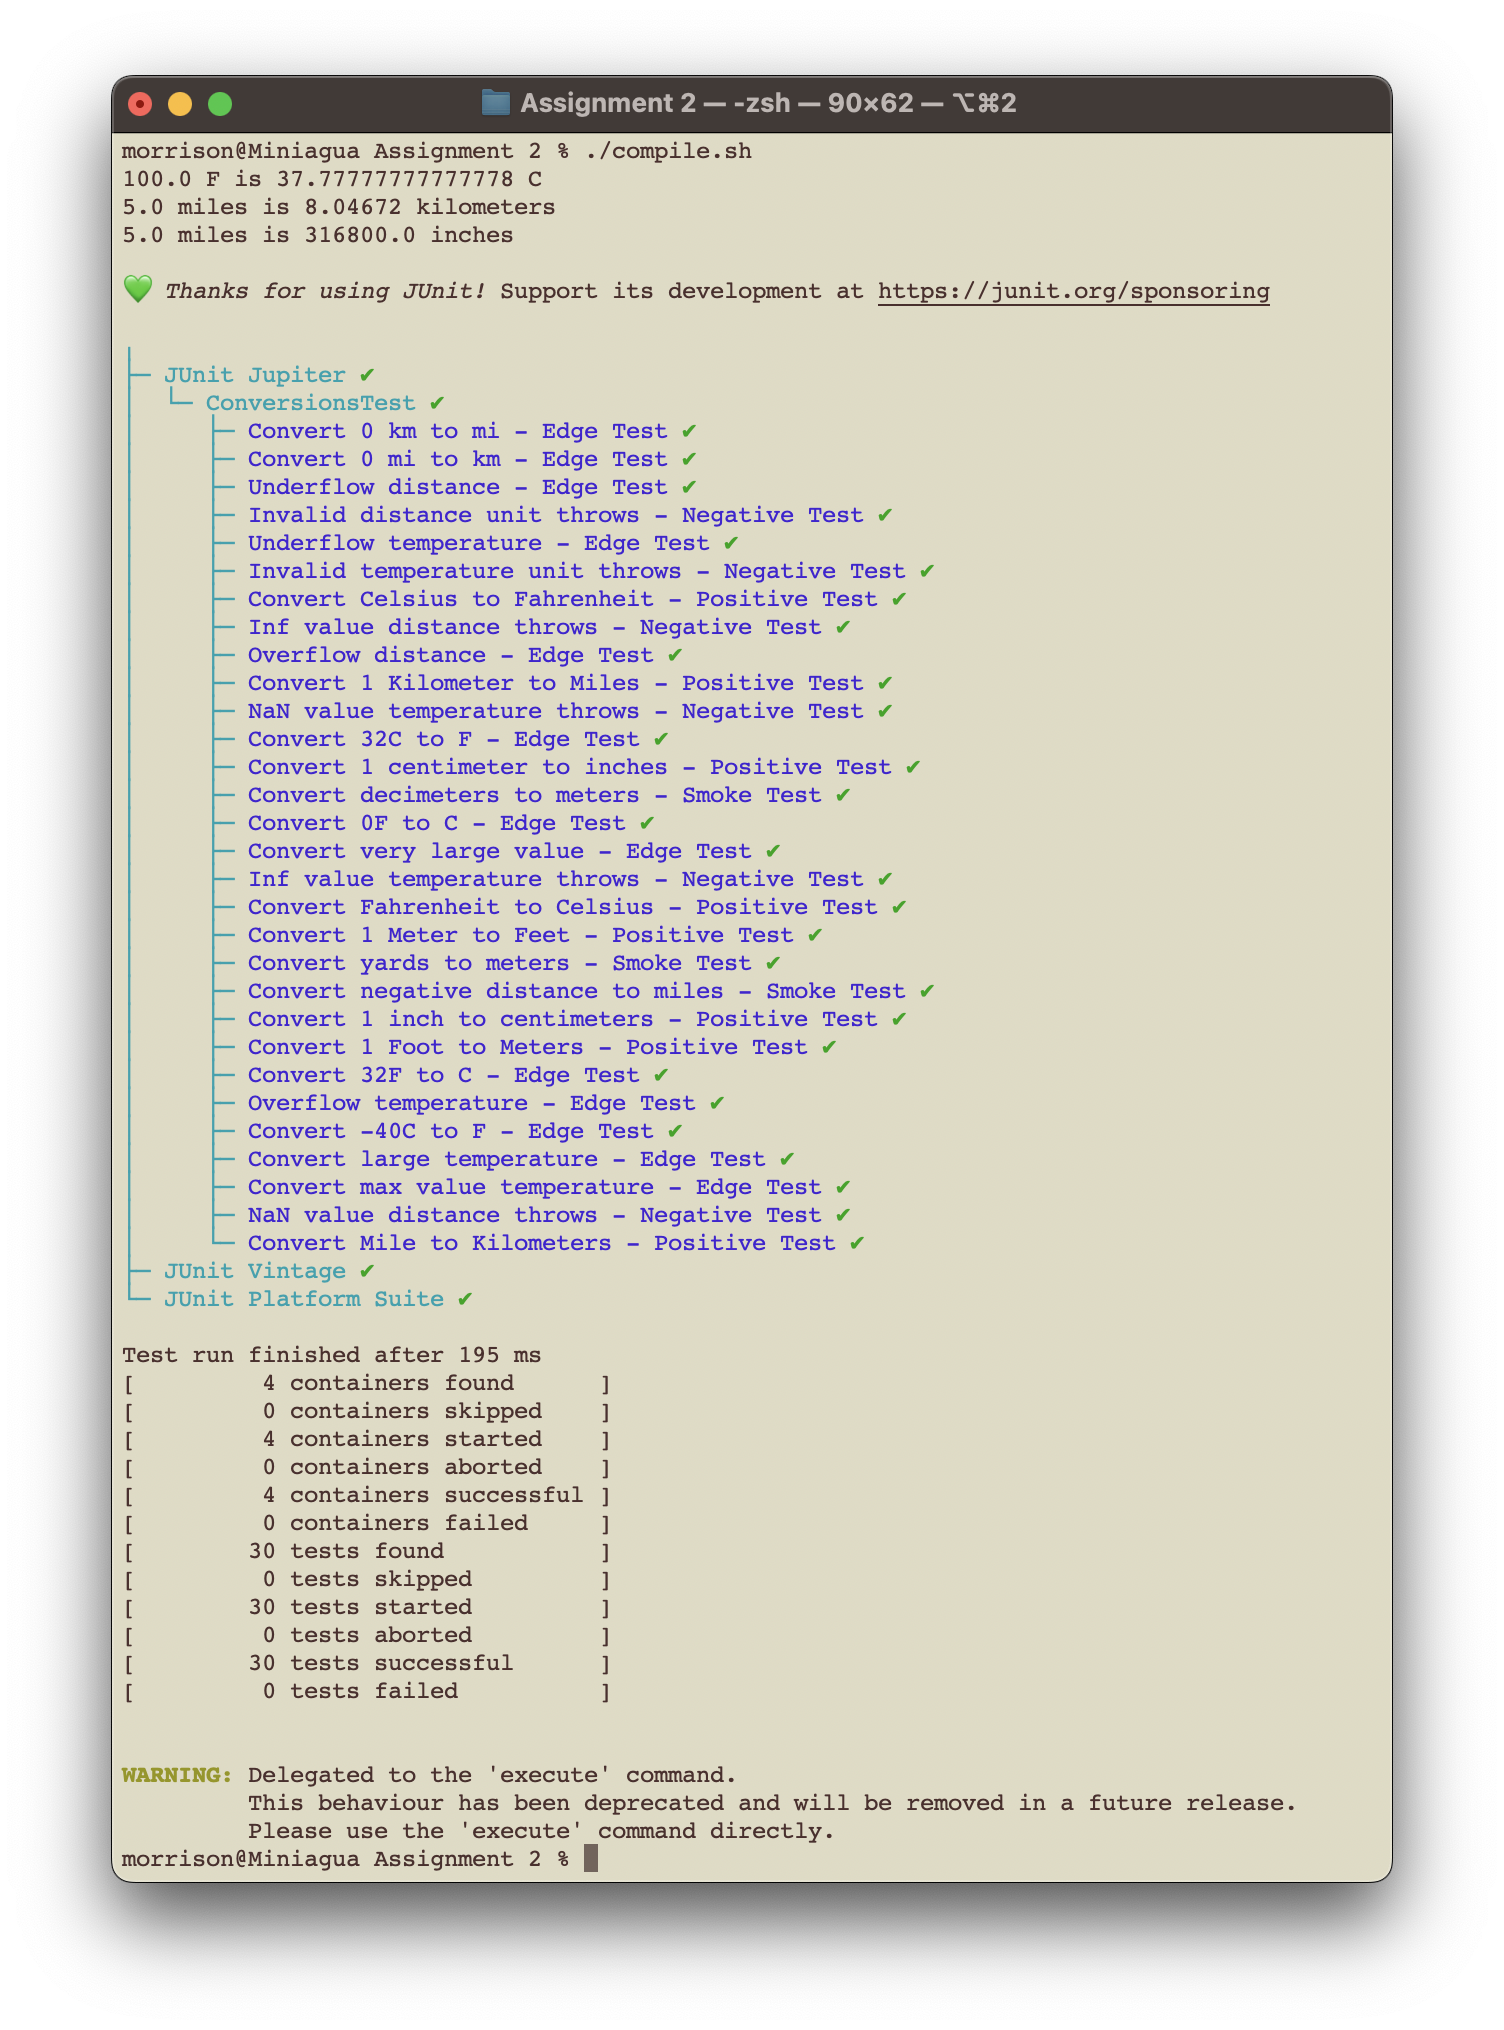 Assignment 2 — -zsh — 90×62 — ⌥⌘2
morrison@Miniagua Assignment 2 % ./compile.sh
100.0 F is 37.77777777777778 C
5.0 miles is 8.04672 kilometers
5.0 miles is 316800.0 inches
💚 Thanks for using JUnit! Support its development at https://junit.org/sponsoring
├─ JUnit Jupiter ✔
│  └─ ConversionsTest ✔
│     ├─ Convert 0 km to mi - Edge Test ✔
│     ├─ Convert 0 mi to km - Edge Test ✔
│     ├─ Underflow distance - Edge Test ✔
│     ├─ Invalid distance unit throws - Negative Test ✔
│     ├─ Underflow temperature - Edge Test ✔
│     ├─ Invalid temperature unit throws - Negative Test ✔
│     ├─ Convert Celsius to Fahrenheit - Positive Test ✔
│     ├─ Inf value distance throws - Negative Test ✔
│     ├─ Overflow distance - Edge Test ✔
│     ├─ Convert 1 Kilometer to Miles - Positive Test ✔
│     ├─ NaN value temperature throws - Negative Test ✔
│     ├─ Convert 32C to F - Edge Test ✔
│     ├─ Convert 1 centimeter to inches - Positive Test ✔
│     ├─ Convert decimeters to meters - Smoke Test ✔
│     ├─ Convert 0F to C - Edge Test ✔
│     ├─ Convert very large value - Edge Test ✔
│     ├─ Inf value temperature throws - Negative Test ✔
│     ├─ Convert Fahrenheit to Celsius - Positive Test ✔
│     ├─ Convert 1 Meter to Feet - Positive Test ✔
│     ├─ Convert yards to meters - Smoke Test ✔
│     ├─ Convert negative distance to miles - Smoke Test ✔
│     ├─ Convert 1 inch to centimeters - Positive Test ✔
│     ├─ Convert 1 Foot to Meters - Positive Test ✔
│     ├─ Convert 32F to C - Edge Test ✔
│     ├─ Overflow temperature - Edge Test ✔
│     ├─ Convert -40C to F - Edge Test ✔
│     ├─ Convert large temperature - Edge Test ✔
│     ├─ Convert max value temperature - Edge Test ✔
│     ├─ NaN value distance throws - Negative Test ✔
│     └─ Convert Mile to Kilometers - Positive Test ✔
├─ JUnit Vintage ✔
└─ JUnit Platform Suite ✔
Test run finished after 195 ms
[         4 containers found      ]
[         0 containers skipped    ]
[         4 containers started    ]
[         0 containers aborted    ]
[         4 containers successful ]
[         0 containers failed     ]
[        30 tests found           ]
[         0 tests skipped         ]
[        30 tests started         ]
[         0 tests aborted         ]
[        30 tests successful      ]
[         0 tests failed          ]
WARNING: Delegated to the 'execute' command.
         This behaviour has been deprecated and will be removed in a future release.
         Please use the 'execute' command directly.
morrison@Miniagua Assignment 2 %